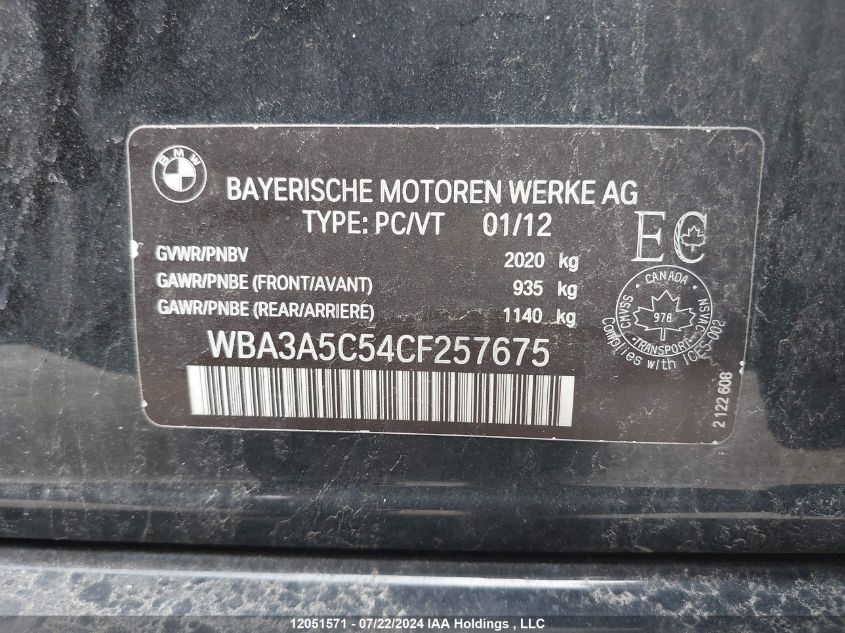 BMW
BAYERISCHE MOTOREN WERKE AG
TYPE: PC/VT 01/12
EC
GVWR/PNBV 2020 kg
GAWR/PNBE (FRONT/AVANT) 935 kg
GAWR/PNBE (REAR/ARRIERE) 1140 kg
CANADA
CMVSS 978 NSVAC
TRANSPORT
Complies with ICES-002
WBA3A5C54CF257675
2 122 608
12051571 - 07/22/2024 IAA Holdings , LLC